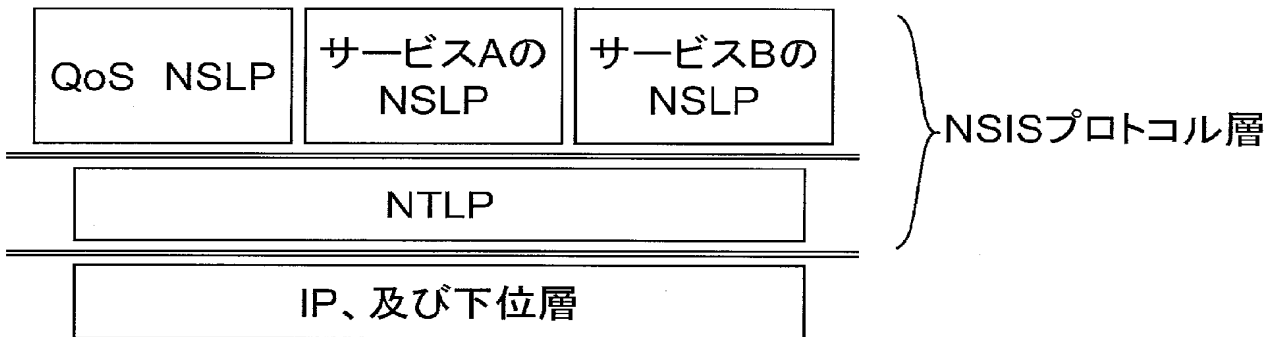 QoS NSLP
サービスAの
NSLP
サービスBの
NSLP
NSISプロトコル層
NTLP
IP、及び下位層